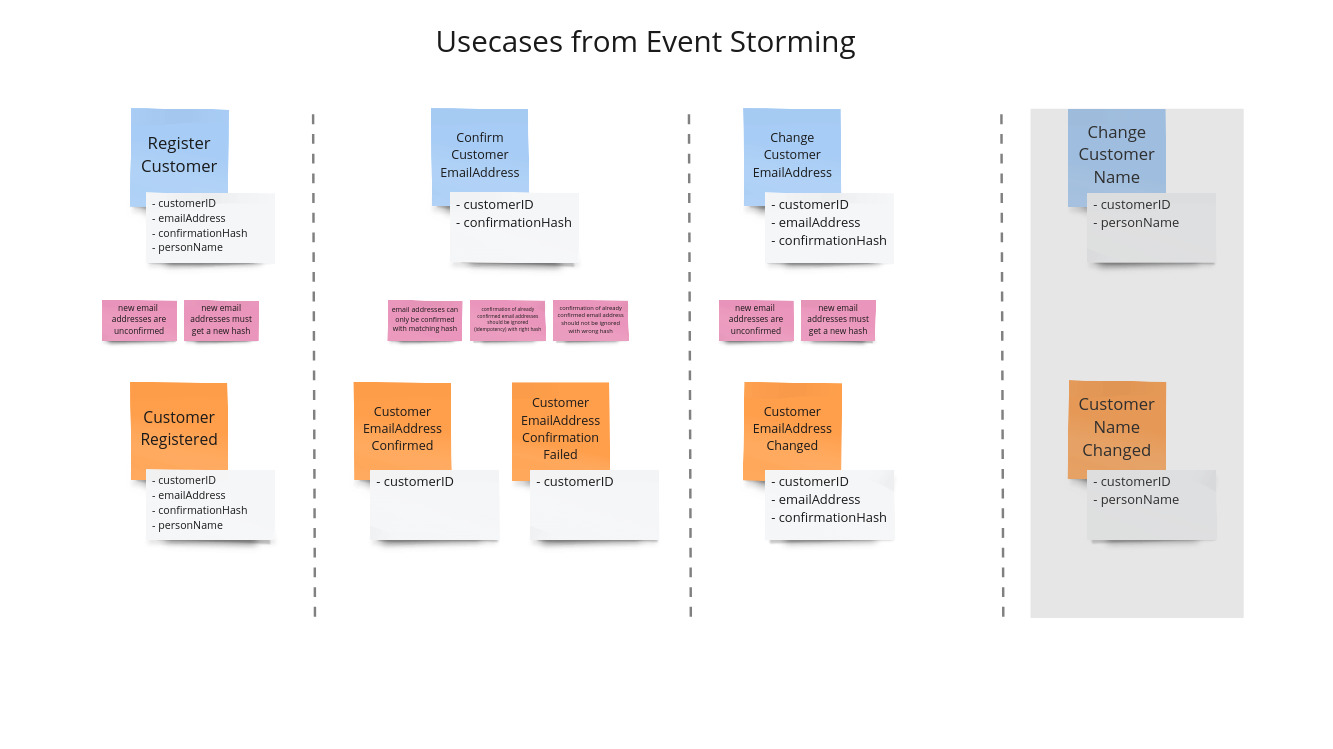 Usecases from Event Storming
Register
Customer
- customerID
- emailAddress
- confirmationHash
- personName
new email
addresses are
unconfirmed
new email
addresses must
get a new hash
Customer
Registered
- customerID
- emailAddress
- confirmationHash
- personName
Confirm
Customer
EmailAddress
- customerID
- confirmationHash
email addresses can
only be confirmed
with matching hash
confirmation of already
confirmed email addresses
should be ignored
(idempotency) with right hash
confirmation of already
confirmed email address
should not be ignored
with wrong hash
Customer
EmailAddress
Confirmed
- customerID
Customer
EmailAddress
Confirmation
Failed
- customerID
Change
Customer
EmailAddress
- customerID
- emailAddress
- confirmationHash
new email
addresses are
unconfirmed
new email
addresses must
get a new hash
Customer
EmailAddress
Changed
- customerID
- emailAddress
- confirmationHash
Change
Customer
Name
- customerID
- personName
Customer
Name
Changed
- customerID
- personName